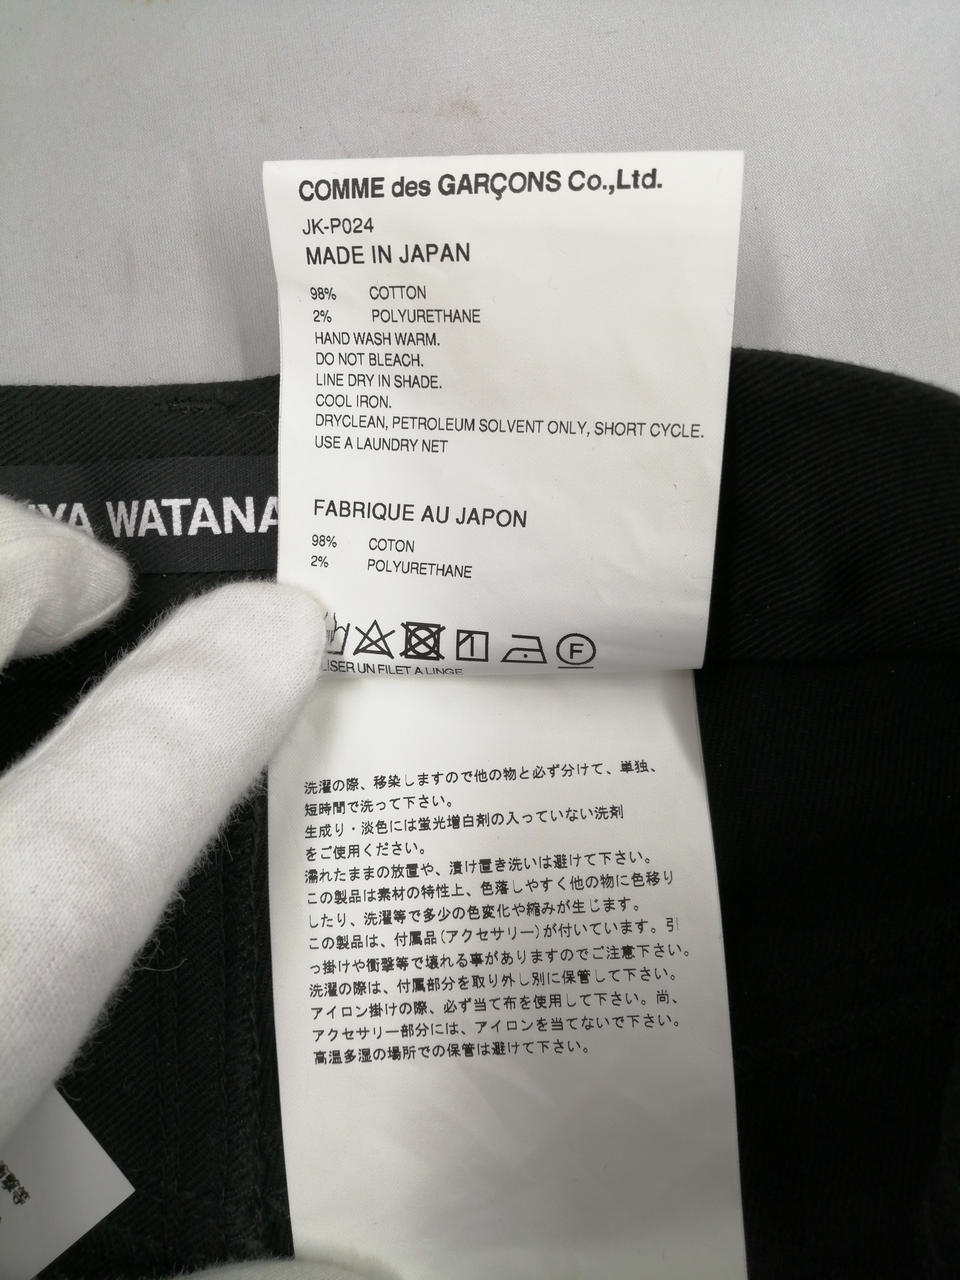 COMME des GARÇONS Co.,Ltd.
JK-P024
MADE IN JAPAN
98% COTTON
2% POLYURETHANE
HAND WASH WARM.
DO NOT BLEACH.
LINE DRY IN SHADE.
COOL IRON.
DRYCLEAN, PETROLEUM SOLVENT ONLY, SHORT CYCLE.
USE A LAUNDRY NET
YA WATANA
FABRIQUE AU JAPON
98% COTON
2% POLYURETHANE
F
LISER UN FILET A LINGE
洗濯の際、移染しますので他の物と必ず分けて、単独、
短時間で洗って下さい。
生成り・淡色には蛍光増白剤の入っていない洗剤
をご使用ください。
濡れたままの放置や、漬け置き洗いは避けて下さい。
この製品は素材の特性上、色落しやすく他の物に色移り
したり、洗濯等で多少の色変化や縮みが生じます。
この製品は、付属品(アクセサリー)が付いています。引
っ掛けや衝撃等で壊れる事がありますのでご注意下さい。
洗濯の際は、付属部分を取り外し別に保管して下さい。
アイロン掛けの際、必ず当て布を使用して下さい。尚、
アクセサリー部分には、アイロンを当てないで下さい。
高温多湿の場所での保管は避けて下さい。